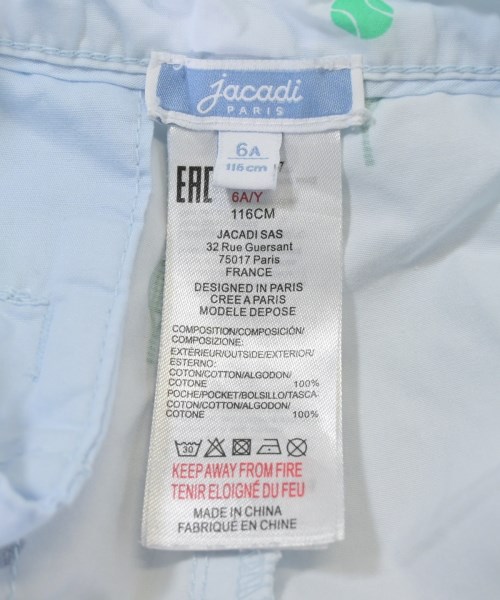 jacadi
PARIS
6A
116cm
EAC
6A/Y
116CM
JACADI SAS
32 Rue Guersant
75017 Paris
FRANCE
DESIGNED IN PARIS
CREE A PARIS
MODELE DEPOSE
COMPOSITION/COMPOSICIÓN/
COMPOSIZIONE:
EXTÉRIEUR/OUTSIDE/EXTERIOR/
ESTERNO:
COTON/COTTON/ALGODON/
COTONE 100%
POCHE/POCKET/BOLSILLO/TASCA:
COTON/COTTON/ALGODON/
COTONE 100%
30
KEEP AWAY FROM FIRE
TENIR ELOIGNÉ DU FEU
MADE IN CHINA
FABRIQUÉ EN CHINE